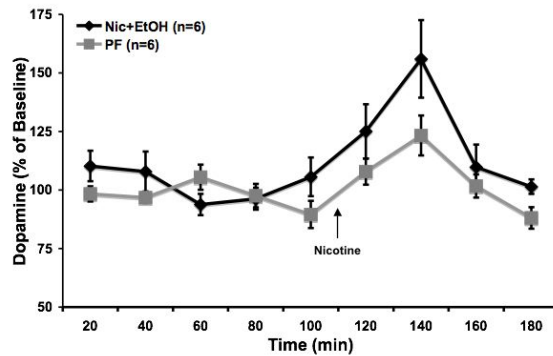 Nic+EtOH (n=6)
PF (n=6)
Dopamine (% of Baseline)
175
150
125
100
75
50
Nicotine
20 40 60 80 100 120 140 160 180
Time (min)